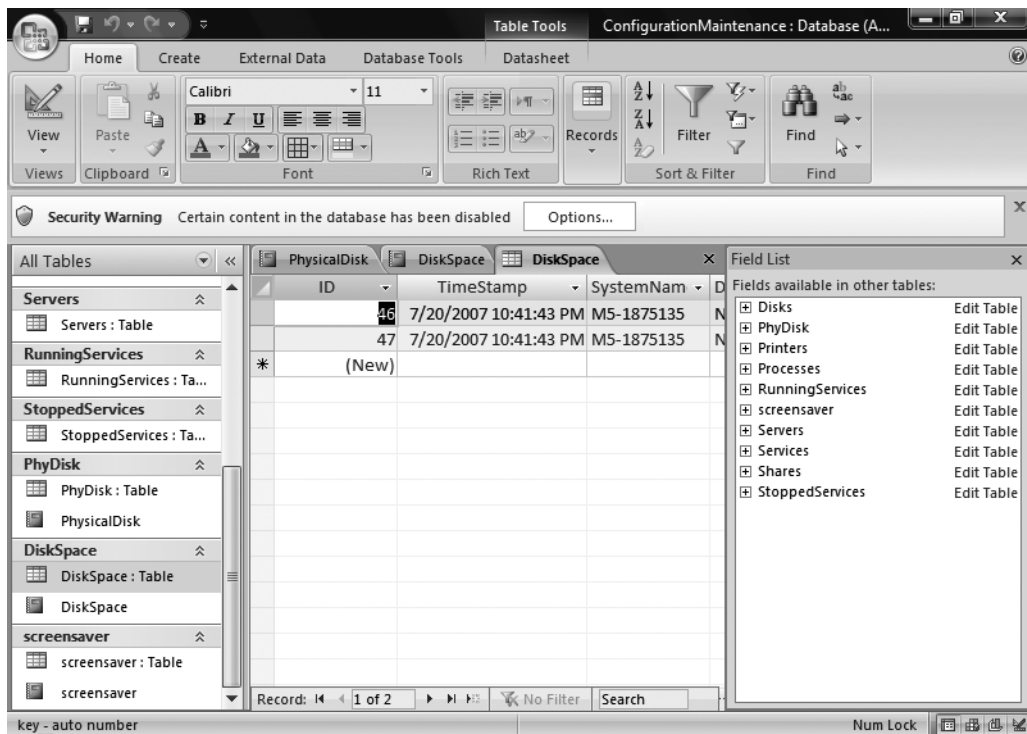 Table Tools ConfigurationMaintenance : Database (A...
Home Create External Data Database Tools Datasheet
View
Paste
Calibri 11
B I U
A
Records
Filter
Find
Views Clipboard Font Rich Text Sort & Filter Find
Security Warning Certain content in the database has been disabled Options...
All Tables
Servers
Servers : Table
RunningServices
RunningServices : Ta...
StoppedServices
StoppedServices : Ta...
PhyDisk
PhyDisk : Table
PhysicalDisk
DiskSpace
DiskSpace : Table
DiskSpace
screensaver
screensaver : Table
screensaver
PhysicalDisk DiskSpace DiskSpace
ID TimeStamp SystemNam D
46 7/20/2007 10:41:43 PM M5-1875135 N
47 7/20/2007 10:41:43 PM M5-1875135 N
(New)
Record: 1 of 2 No Filter Search
Field List
Fields available in other tables:
Disks Edit Table
PhyDisk Edit Table
Printers Edit Table
Processes Edit Table
RunningServices Edit Table
screensaver Edit Table
Servers Edit Table
Services Edit Table
Shares Edit Table
StoppedServices Edit Table
key - auto number Num Lock